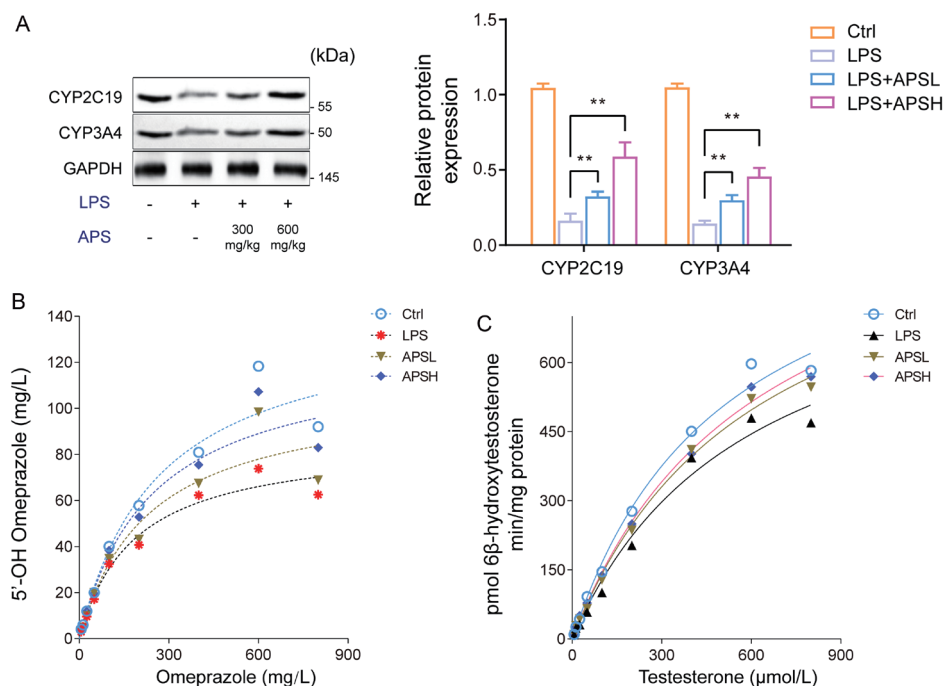 A
(kDa)
CYP2C19
55
CYP3A4
50
GAPDH
145
LPS - + + +
APS - - 300 mg/kg 600 mg/kg
Relative protein
expression
1.5
1.0
0.5
0.0
** ** ** **
CYP2C19 CYP3A4
Ctrl
LPS
LPS+APSL
LPS+APSH
B
5'-OH Omeprazole (mg/L)
140
120
100
80
60
40
20
0
0 300 600 900
Omeprazole (mg/L)
Ctrl
LPS
APSL
APSH
C
pmol 6β-hydroxytestosterone
min/mg protein
600
450
300
150
0
0 300 600 900
Testesterone (μmol/L)
Ctrl
LPS
APSL
APSH